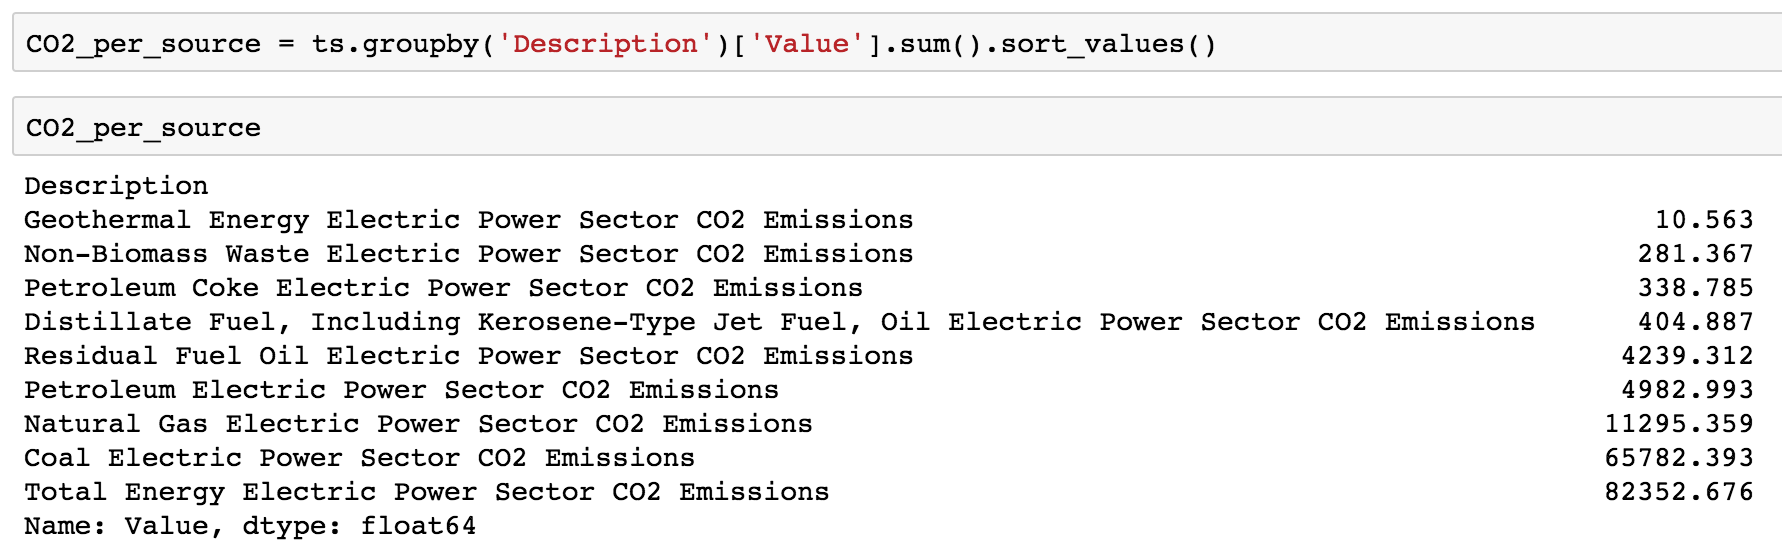 CO2_per_source = ts.groupby('Description')['Value'].sum().sort_values()
CO2_per_source
Description
Geothermal Energy Electric Power Sector CO2 Emissions 10.563
Non-Biomass Waste Electric Power Sector CO2 Emissions 281.367
Petroleum Coke Electric Power Sector CO2 Emissions 338.785
Distillate Fuel, Including Kerosene-Type Jet Fuel, Oil Electric Power Sector CO2 Emissions 404.887
Residual Fuel Oil Electric Power Sector CO2 Emissions 4239.312
Petroleum Electric Power Sector CO2 Emissions 4982.993
Natural Gas Electric Power Sector CO2 Emissions 11295.359
Coal Electric Power Sector CO2 Emissions 65782.393
Total Energy Electric Power Sector CO2 Emissions 82352.676
Name: Value, dtype: float64